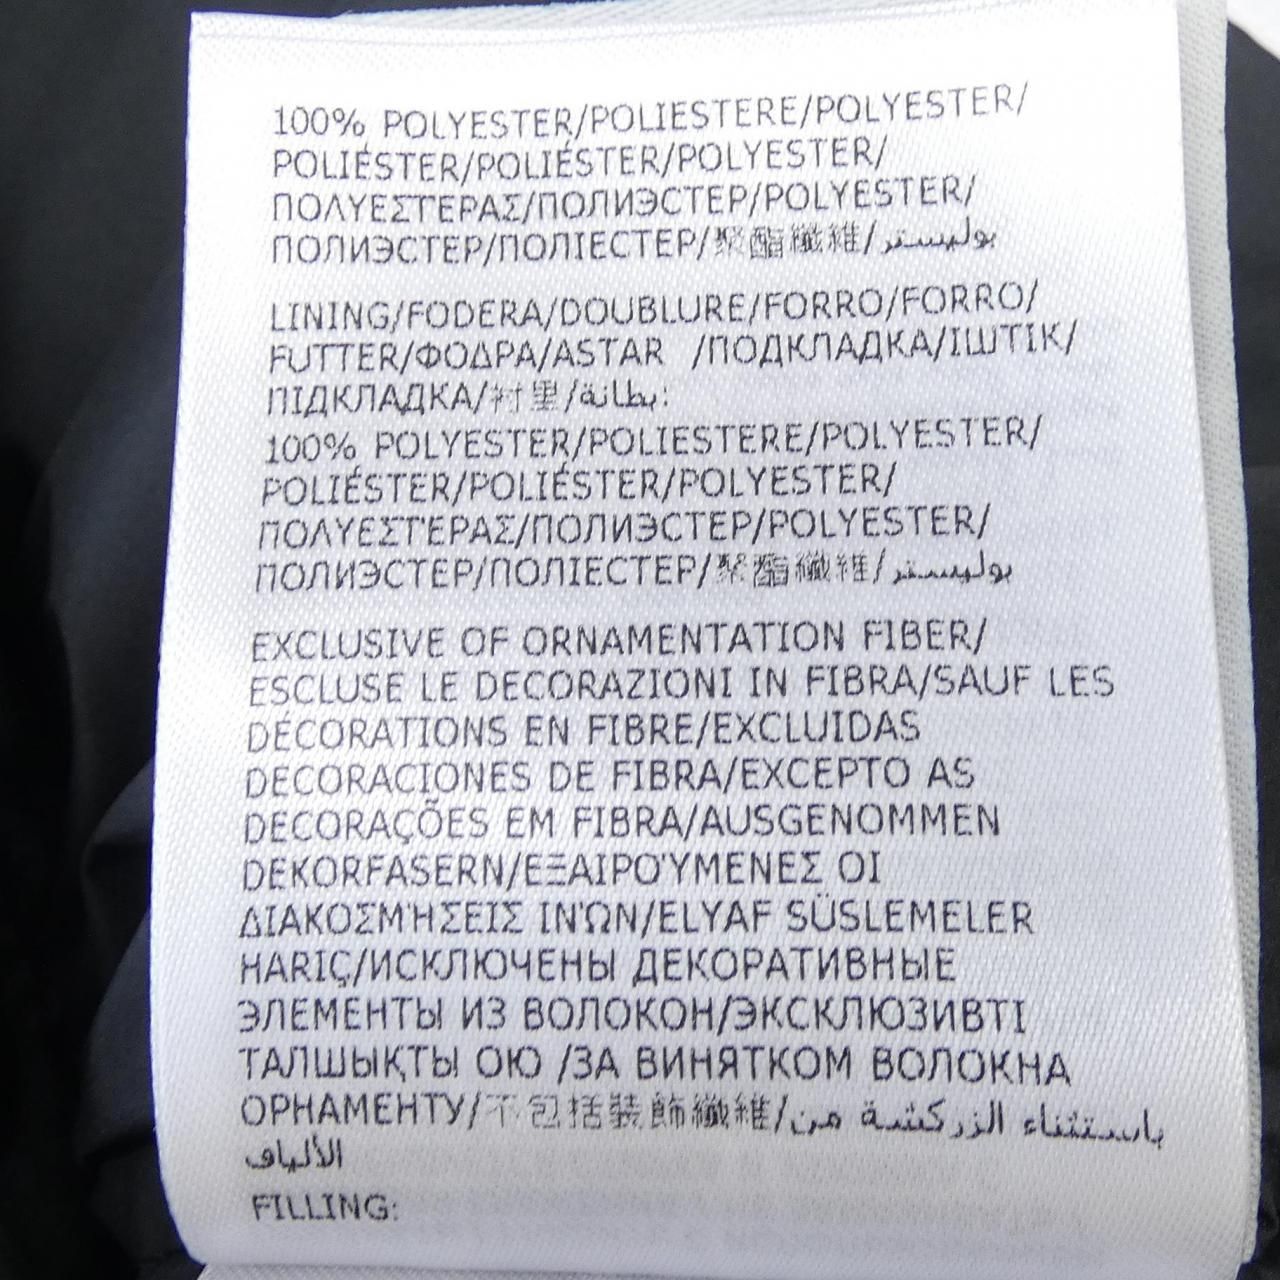 100% POLYESTER/POLIESTERE/POLYESTER/
POLIÉSTER/POLIÉSTER/POLYESTER/
ΠΟΛΥΕΣΤΕΡΑΣ/ПОЛИЭСТЕР/POLYESTER/
ПОЛИЭСТЕР/ПОЛІЕСТЕР/聚酯纖維/بوليستر
LINING/FODERA/DOUBLURE/FORRO/FORRO/
FUTTER/ΦΟΔΡΑ/ASTAR /ПОДКЛАДКА/ІШТІК/
ПІДКЛАДКА/衬里/بطانة:
100% POLYESTER/POLIESTERE/POLYESTER/
POLIÉSTER/POLIÉSTER/POLYESTER/
ΠΟΛΥΕΣΤΈΡΑΣ/ПОЛИЭСТЕР/POLYESTER/
ПОЛИЭСТЕР/ПОЛІЕСТЕР/聚酯纖維/بوليستر
EXCLUSIVE OF ORNAMENTATION FIBER/
ESCLUSE LE DECORAZIONI IN FIBRA/SAUF LES
DÉCORATIONS EN FIBRE/EXCLUIDAS
DECORACIONES DE FIBRA/EXCEPTO AS
DECORAÇÕES EM FIBRA/AUSGENOMMEN
DEKORFASERN/ΕΞΑΙΡΟΎΜΕΝΕΣ ΟΙ
ΔΙΑΚΟΣΜΉΣΕΙΣ ΙΝΏΝ/ELYAF SÜSLEMELER
HARIÇ/ИСКЛЮЧЕНЫ ДЕКОРАТИВНЫЕ
ЭЛЕМЕНТЫ ИЗ ВОЛОКОН/ЭКСКЛЮЗИВТІ
ТАЛШЫҚТЫ ОЮ /ЗА ВИНЯТКОМ ВОЛОКНА
ОРНАМЕНТУ/不包括裝飾纖維/باستثناء الزركشة من
الألياف
FILLING: